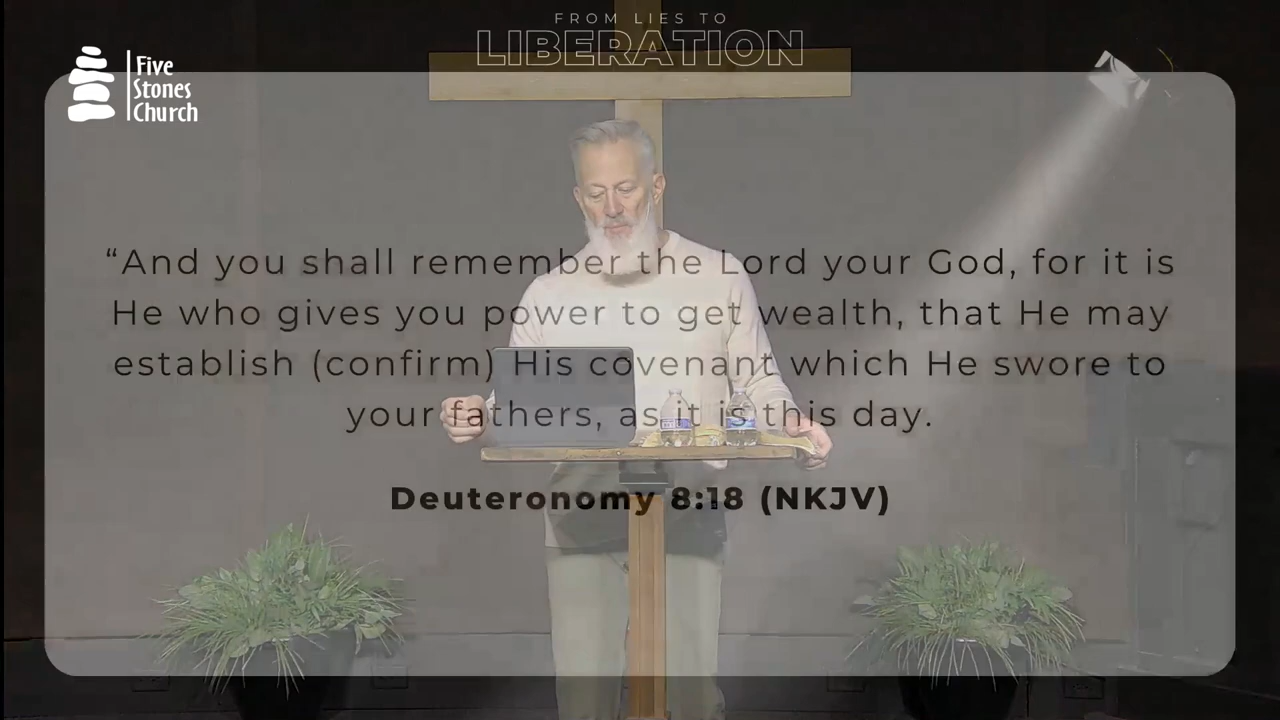 FROM LIES TO
LIBERATION
Five
Stones
Church
“And you shall remember the Lord your God, for it is
He who gives you power to get wealth, that He may
establish (confirm) His covenant which He swore to
your fathers, as it is this day.
Deuteronomy 8:18 (NKJV)